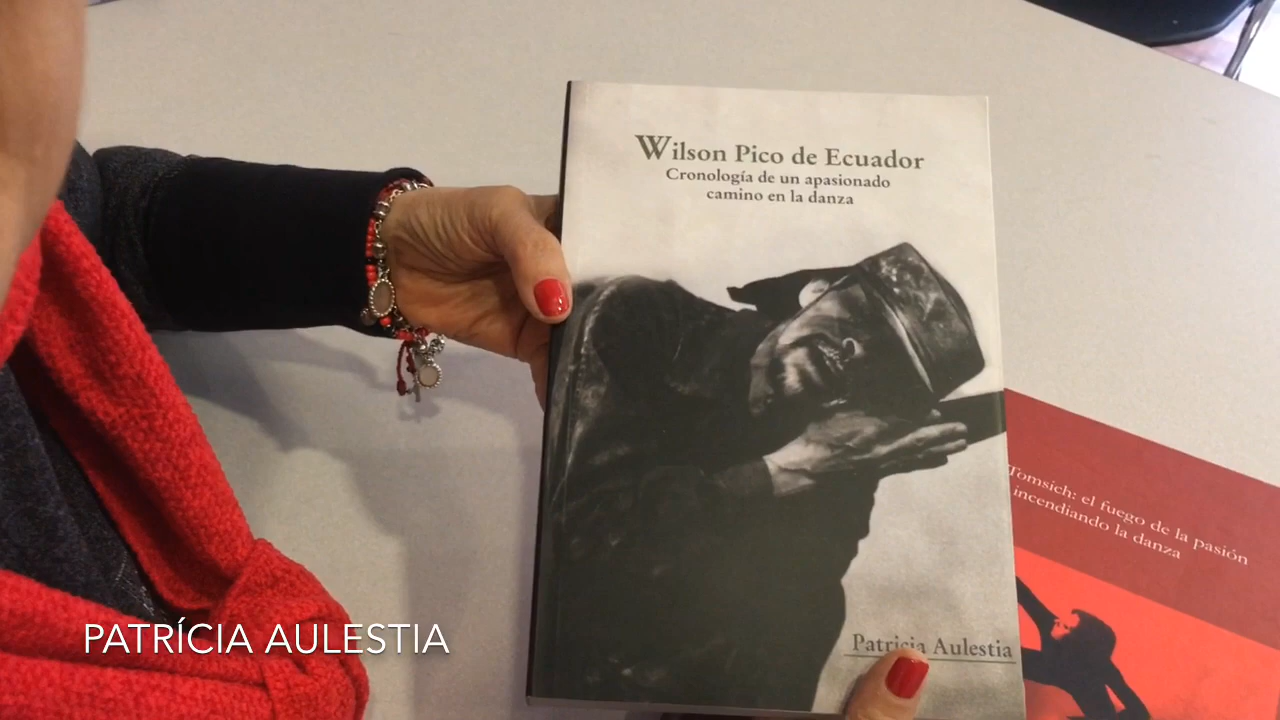 Wilson Pico de Ecuador
Cronología de un apasionado
camino en la danza
Patricia Aulestia
Tomsich: el fuego de la pasión
incendiando la danza
PATRÍCIA AULESTIA